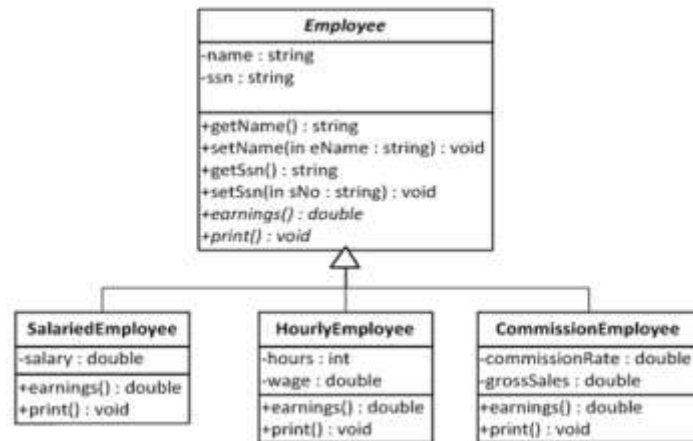 Employee
-name : string
-ssn : string
+getName() : string
+setName(in eName : string) : void
+getSsn() : string
+setSsn(in sNo : string) : void
+earnings() : double
+print() : void
SalariedEmployee
-salary : double
+earnings() : double
+print() : void
HourlyEmployee
-hours : int
-wage : double
+earnings() : double
+print() : void
CommissionEmployee
-commissionRate : double
-grossSales : double
+earnings() : double
+print() : void